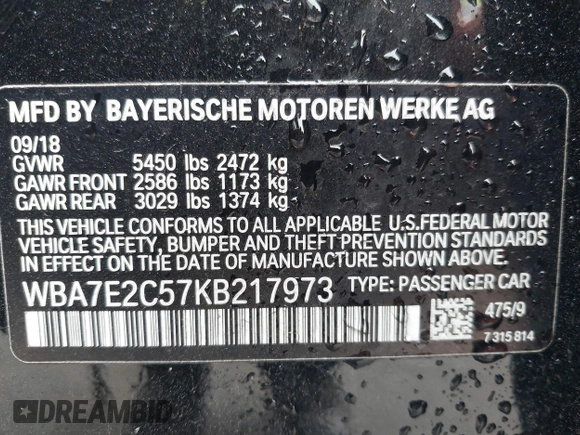 MFD BY BAYERISCHE MOTOREN WERKE AG
09/18
GVWR 5450 lbs 2472 kg
GAWR FRONT 2586 lbs 1173 kg
GAWR REAR 3029 lbs 1374 kg
THIS VEHICLE CONFORMS TO ALL APPLICABLE U.S.FEDERAL MOTOR
VEHICLE SAFETY, BUMPER AND THEFT PREVENTION STANDARDS
IN EFFECT ON THE DATE OF MANUFACTURE SHOWN ABOVE.
WBA7E2C57KB217973 TYPE: PASSENGER CAR
475/9
7 315 814
DREAMBID